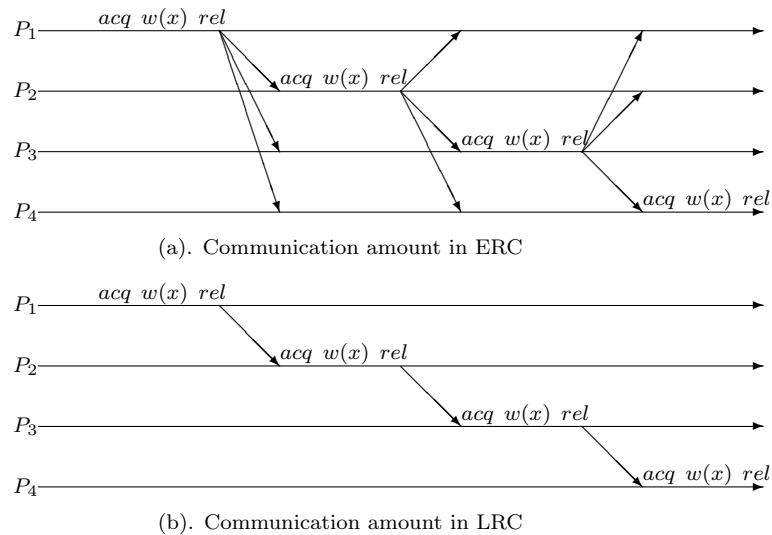 acq w(x) rel
P₁
acq w(x) rel
P₂
acq w(x) rel
P₃
acq w(x) rel
P₄
(a). Communication amount in ERC
acq w(x) rel
P₁
acq w(x) rel
P₂
acq w(x) rel
P₃
acq w(x) rel
P₄
(b). Communication amount in LRC